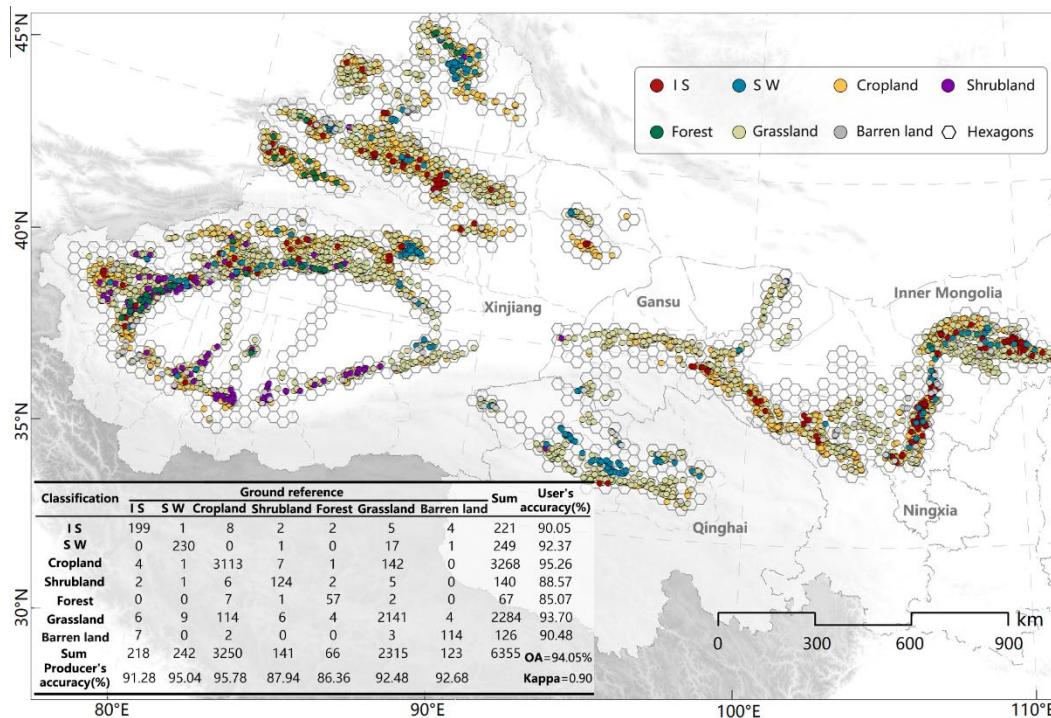 45°N
40°N
35°N
30°N
I S
S W
Cropland
Shrubland
Forest
Grassland
Barren land
Hexagons
Xinjiang
Gansu
Inner Mongolia
Qinghai
Ningxia
Classification Ground reference Sum User's accuracy(%)
I S S W Cropland Shrubland Forest Grassland Barren land
I S 199 1 8 2 2 5 4 221 90.05
S W 0 230 0 1 0 17 1 249 92.37
Cropland 4 1 3113 7 1 142 0 3268 95.26
Shrubland 2 1 6 124 2 5 0 140 88.57
Forest 0 0 7 1 57 2 0 67 85.07
Grassland 6 9 114 6 4 2141 4 2284 93.70
Barren land 7 0 2 0 0 3 114 126 90.48
Sum 218 242 3250 141 66 2315 123 6355 OA=94.05%
Producer's accuracy(%) 91.28 95.04 95.78 87.94 86.36 92.48 92.68 Kappa=0.90
km
0 300 600 900
80°E 90°E 100°E 110°E